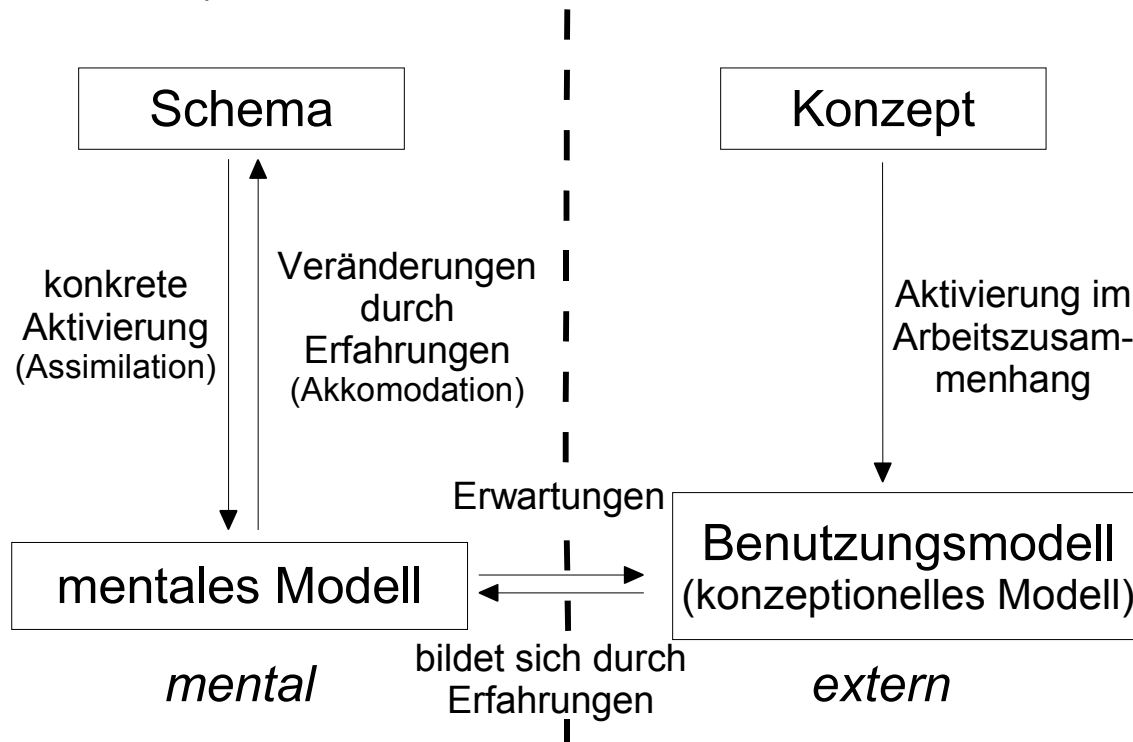 Schema
Konzept
konkrete
Aktivierung
(Assimilation)
Veränderungen
durch
Erfahrungen
(Akkomodation)
Aktivierung im
Arbeitszusam-
menhang
Erwartungen
mentales Modell
Benutzungsmodell
(konzeptionelles Modell)
bildet sich durch
Erfahrungen
mental
extern